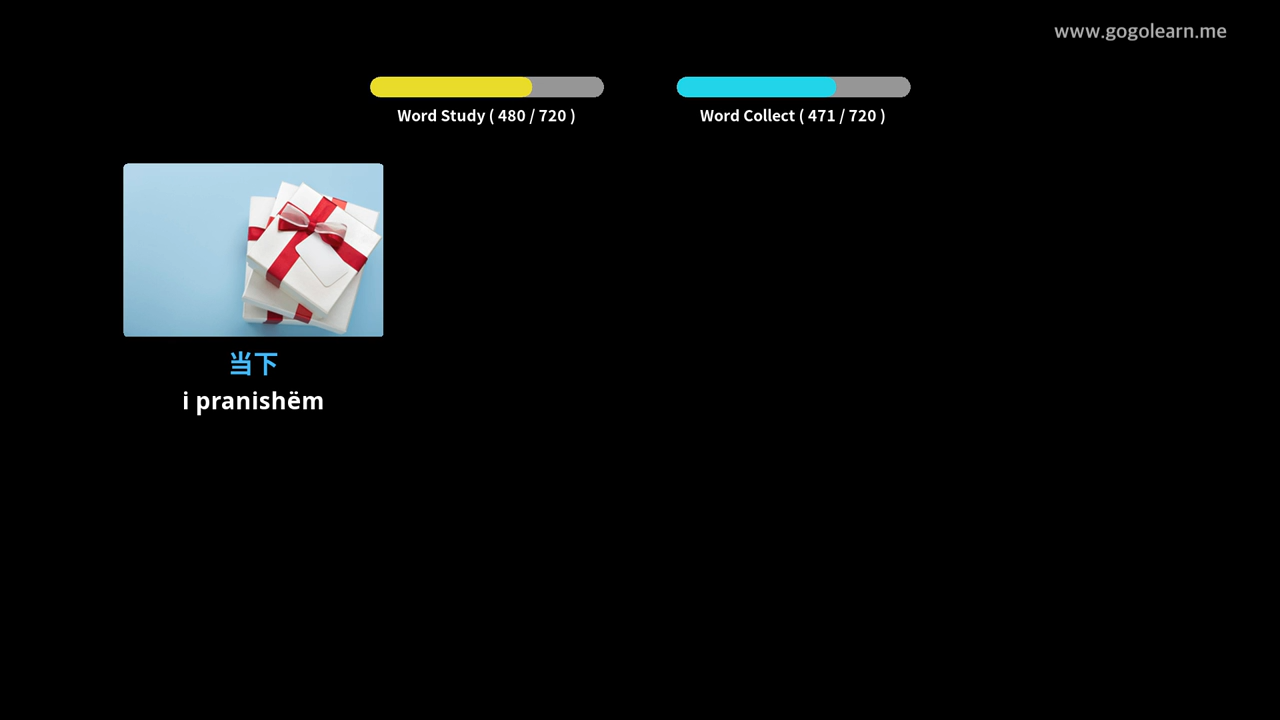 www.gogolearn.me
Word Study ( 480 / 720 )
Word Collect ( 471 / 720 )
当下
i pranishëm